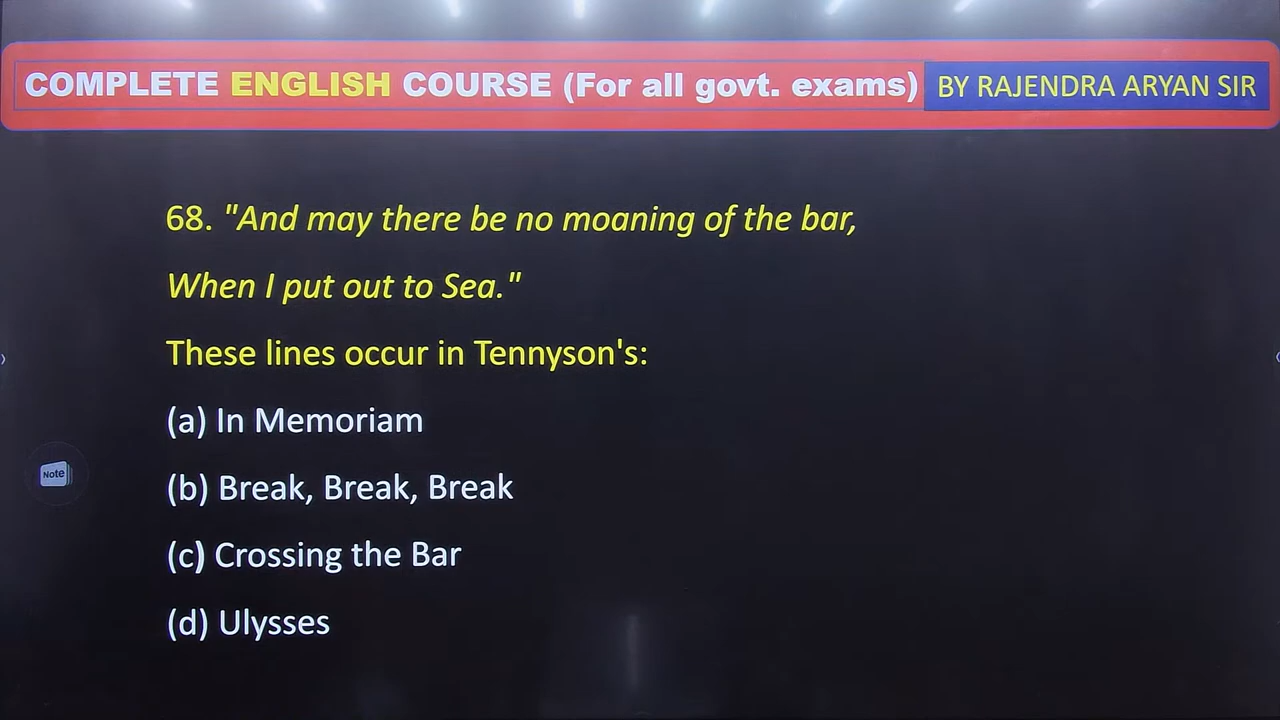 COMPLETE ENGLISH COURSE (For all govt. exams) BY RAJENDRA ARYAN SIR
68. "And may there be no moaning of the bar,
When I put out to Sea."
These lines occur in Tennyson's:
(a) In Memoriam
Note
(b) Break, Break, Break
(c) Crossing the Bar
(d) Ulysses